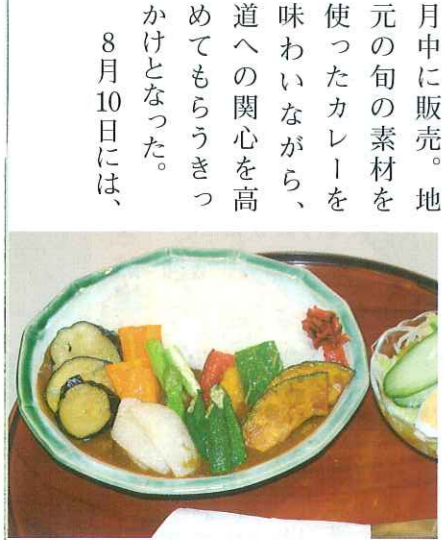 月中に販売。地
元の旬の素材を
使ったカレーを
味わいながら、
道への関心を高
めてもらうきっ
かけとなった。
8月10日には、